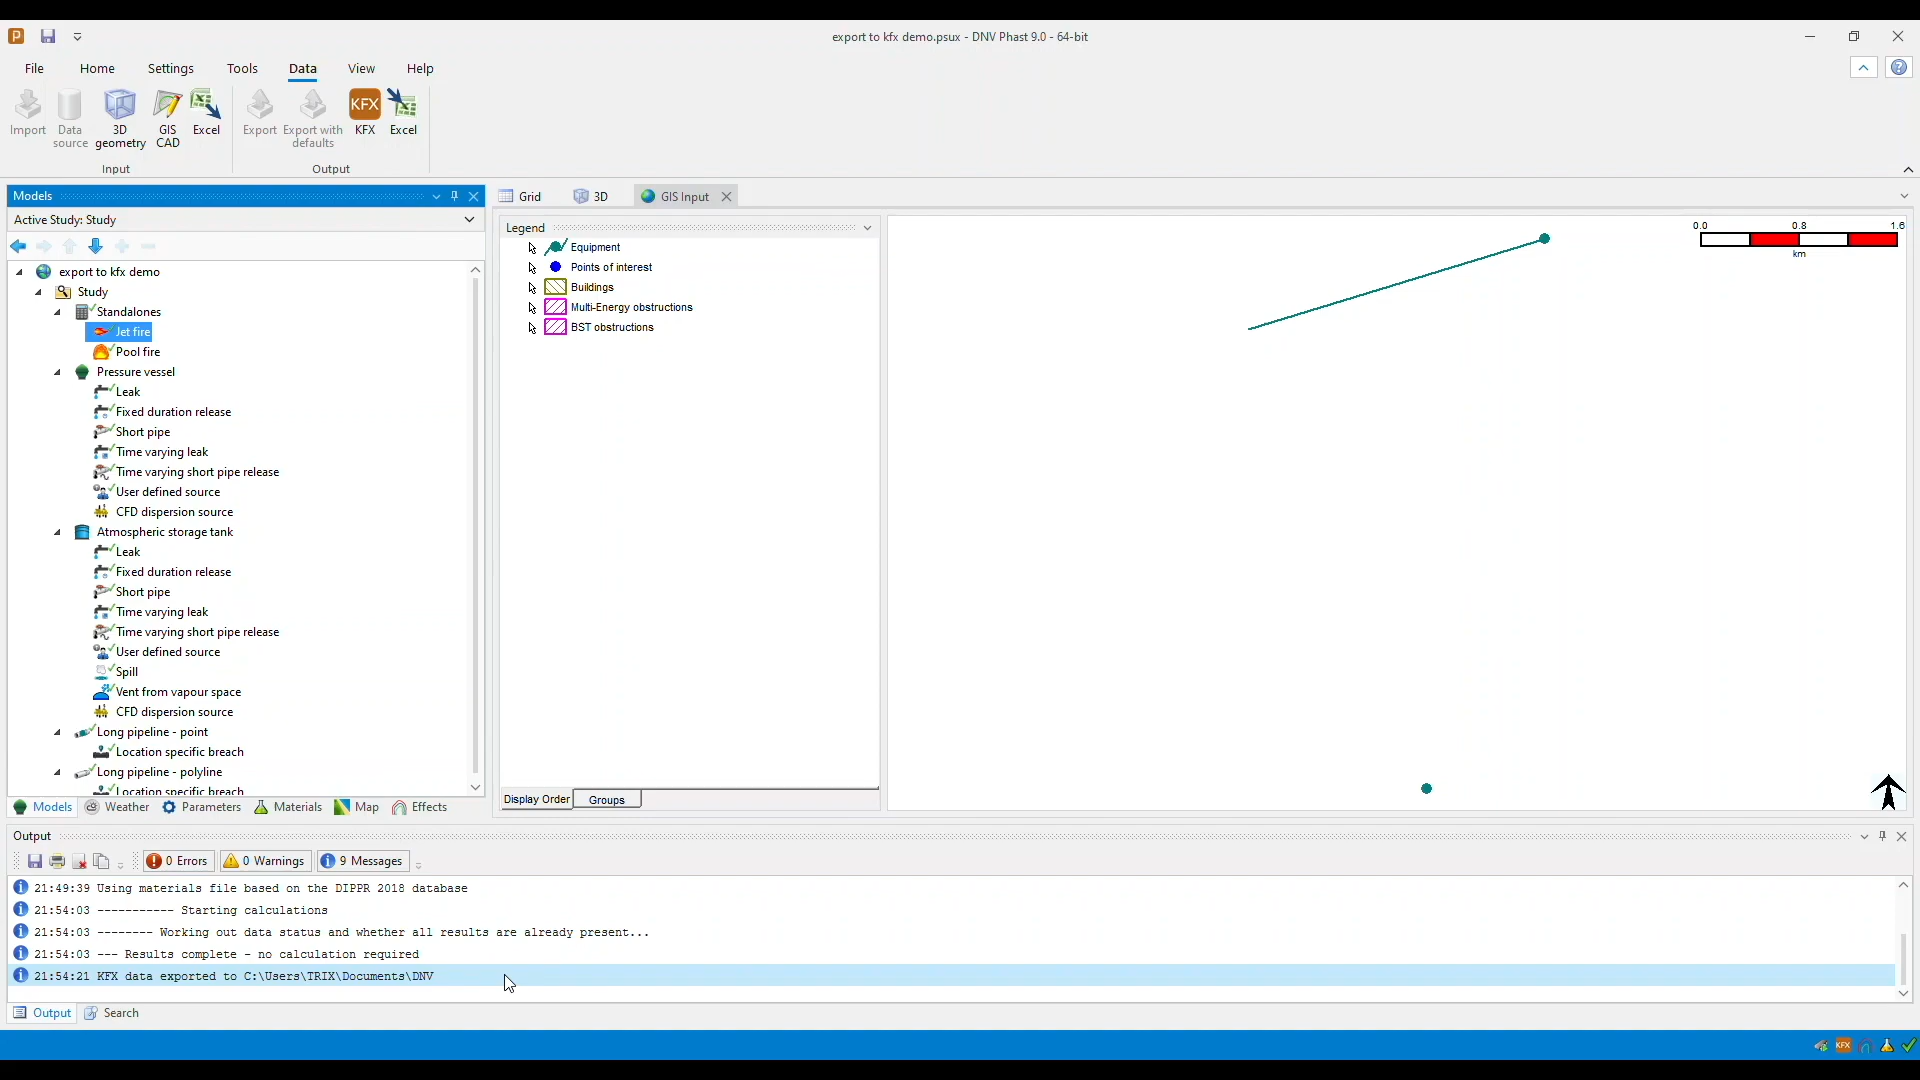 export to kfx demo.psux - DNV Phast 9.0 - 64-bit
File
Home
Settings
Tools
Data
View
Help
Import
Data source
3D geometry
GIS CAD
Excel
Input
Export
Export with defaults
KFX
KFX
Excel
Output
Models
Active Study: Study
export to kfx demo
Study
Standalones
Jet fire
Pool fire
Pressure vessel
Leak
Fixed duration release
Short pipe
Time varying leak
Time varying short pipe release
User defined source
CFD dispersion source
Atmospheric storage tank
Leak
Fixed duration release
Short pipe
Time varying leak
Time varying short pipe release
User defined source
Spill
Vent from vapour space
CFD dispersion source
Long pipeline - point
Location specific breach
Long pipeline - polyline
Location specific breach
Models
Weather
Parameters
Materials
Map
Effects
Grid
3D
GIS Input
Legend
Equipment
Points of interest
Buildings
Multi-Energy obstructions
BST obstructions
Display Order
Groups
0.0
0.8
1.6
km
Output
0 Errors
0 Warnings
9 Messages
21:49:39 Using materials file based on the DIPPR 2018 database
21:54:03 ----------- Starting calculations
21:54:03 -------- Working out data status and whether all results are already present...
21:54:03 --- Results complete - no calculation required
21:54:21 KFX data exported to C:\Users\TRIX\Documents\DNV
Output
Search
KFX